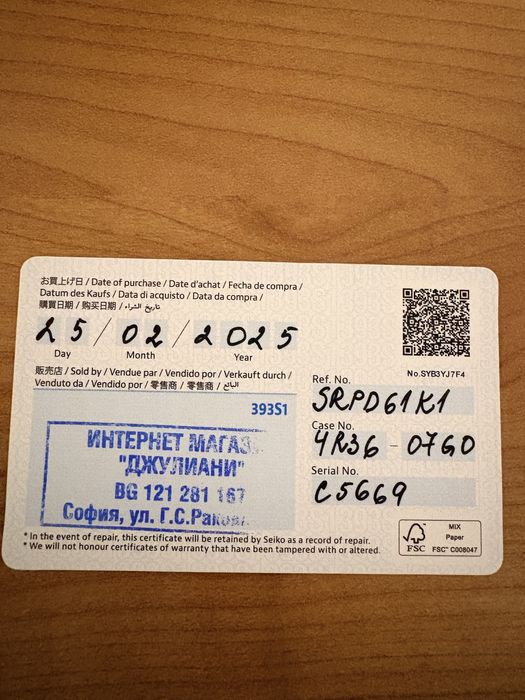 お買上げ日 / Date of purchase / Date d'achat / Fecha de compra /
Datum des Kaufs / Data di acquisto / Data da compra /
購買日期 / 购买日期 / تاريخ الشراء
25 / 02 / 2025
Day Month Year
販売店 / Sold by / Vendue par / Vendido por / Verkauft durch /
Venduto da / Vendido por / 零售商 / 零售商 / البائع
393S1
ИНТЕРНЕТ
"ДЖУЛИАНИ"
BG 121 281 167
София, ул. Г.С.
No.SYB3YJ7F4
Ref. No.
SRPD61K1
Case No.
4R36 - 07G0
Serial No.
C5669
* In the event of repair, this certificate will be retained by Seiko as a record of repair.
* We will not honour certificates of warranty that have been tampered with or altered.
FSC
MIX
Paper
FSC® C008047